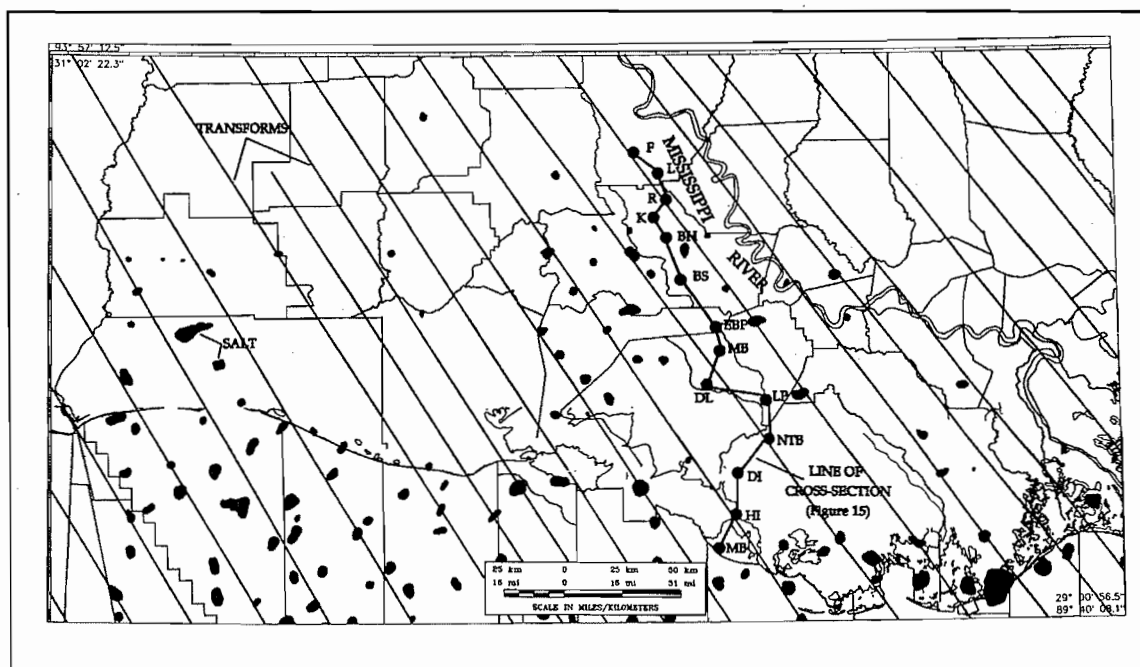 93° 57' 12.5"
31° 02' 22.3"
TRANSFORMS
F
L
MISSISSIPPI
R
K
BH
RIVER
BS
EBP
MB
SALT
DL
LP
NTB
DI
LINE OF
CROSS-SECTION
(Figure 15)
HI
MB
25 km 0 25 km 50 km
16 mi 0 16 mi 31 mi
SCALE IN MILES/KILOMETERS
29° 00' 56.5"
89° 40' 08.1"